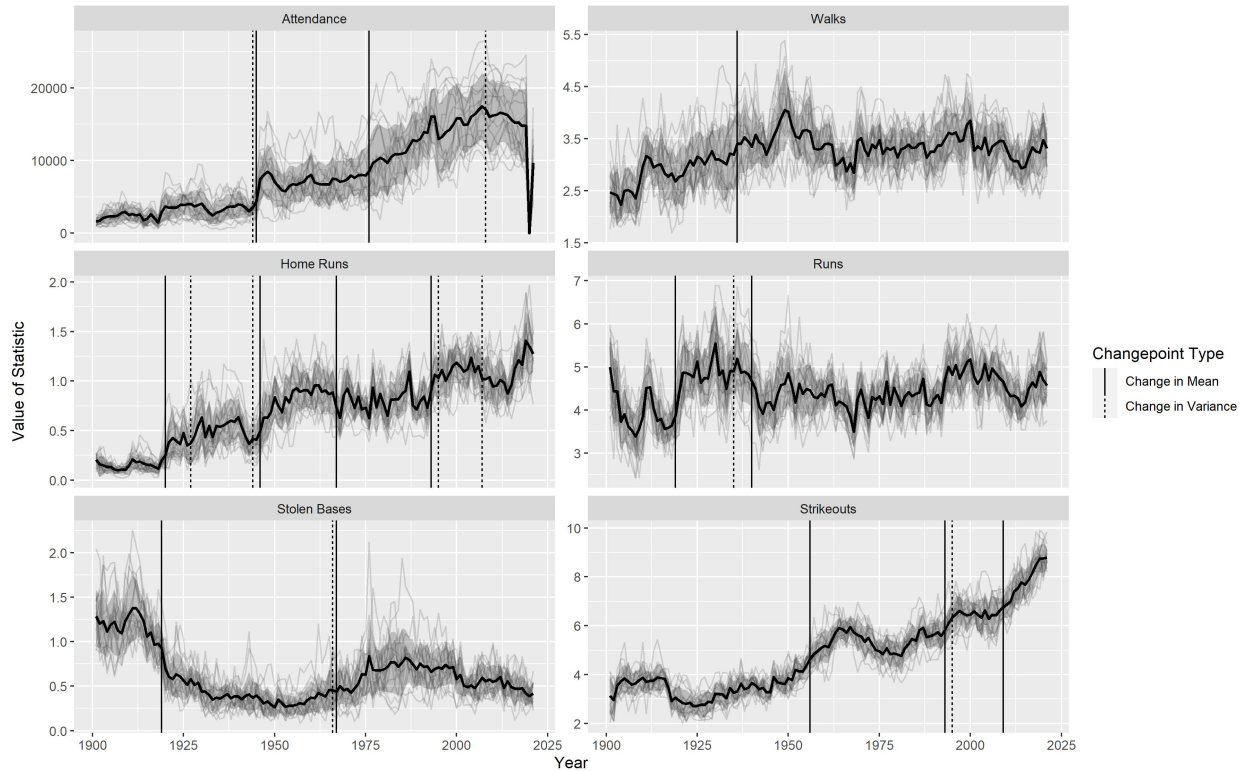 Attendance
Walks
20000
10000
0
5.5
4.5
3.5
2.5
1.5
Home Runs
Runs
2.0
1.5
1.0
0.5
0.0
7
6
5
4
3
Value of Statistic
Changepoint Type
Change in Mean
Change in Variance
Stolen Bases
Strikeouts
2.0
1.5
1.0
0.5
0.0
10
8
6
4
2
1900 1925 1950 1975 2000 2025
1900 1925 1950 1975 2000 2025
Year